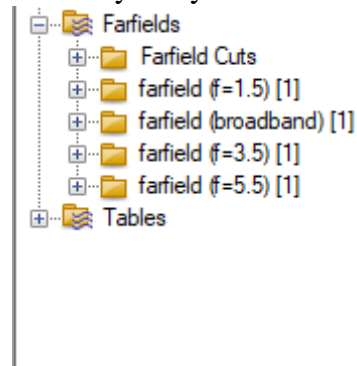 Farfields
Farfield Cuts
farfield (f=1.5) [1]
farfield (broadband) [1]
farfield (f=3.5) [1]
farfield (f=5.5) [1]
Tables